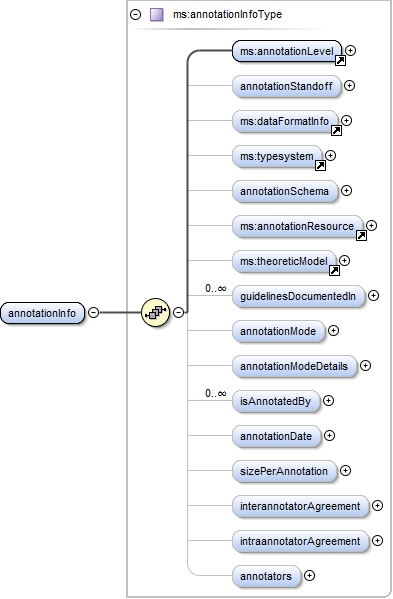 ms:annotationInfoType
ms:annotationLevel
annotationStandoff
ms:dataFormatInfo
ms:typesystem
annotationSchema
ms:annotationResource
ms:theoreticModel
0..∞
guidelinesDocumentedIn
annotationInfo
annotationMode
annotationModeDetails
0..∞
isAnnotatedBy
annotationDate
sizePerAnnotation
interannotatorAgreement
intraannotatorAgreement
annotators